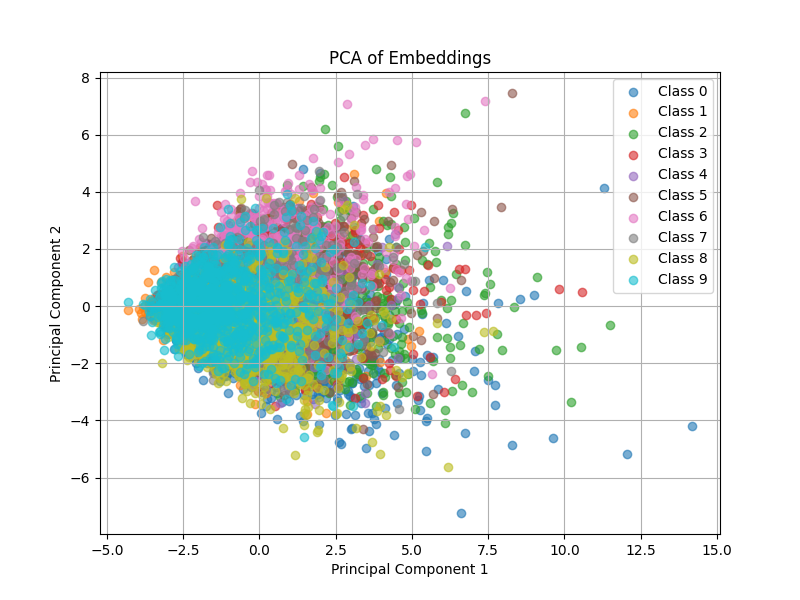 PCA of Embeddings
8
6
4
2
0
−2
−4
−6
Principal Component 2
−5.0 −2.5 0.0 2.5 5.0 7.5 10.0 12.5 15.0
Principal Component 1
Class 0
Class 1
Class 2
Class 3
Class 4
Class 5
Class 6
Class 7
Class 8
Class 9